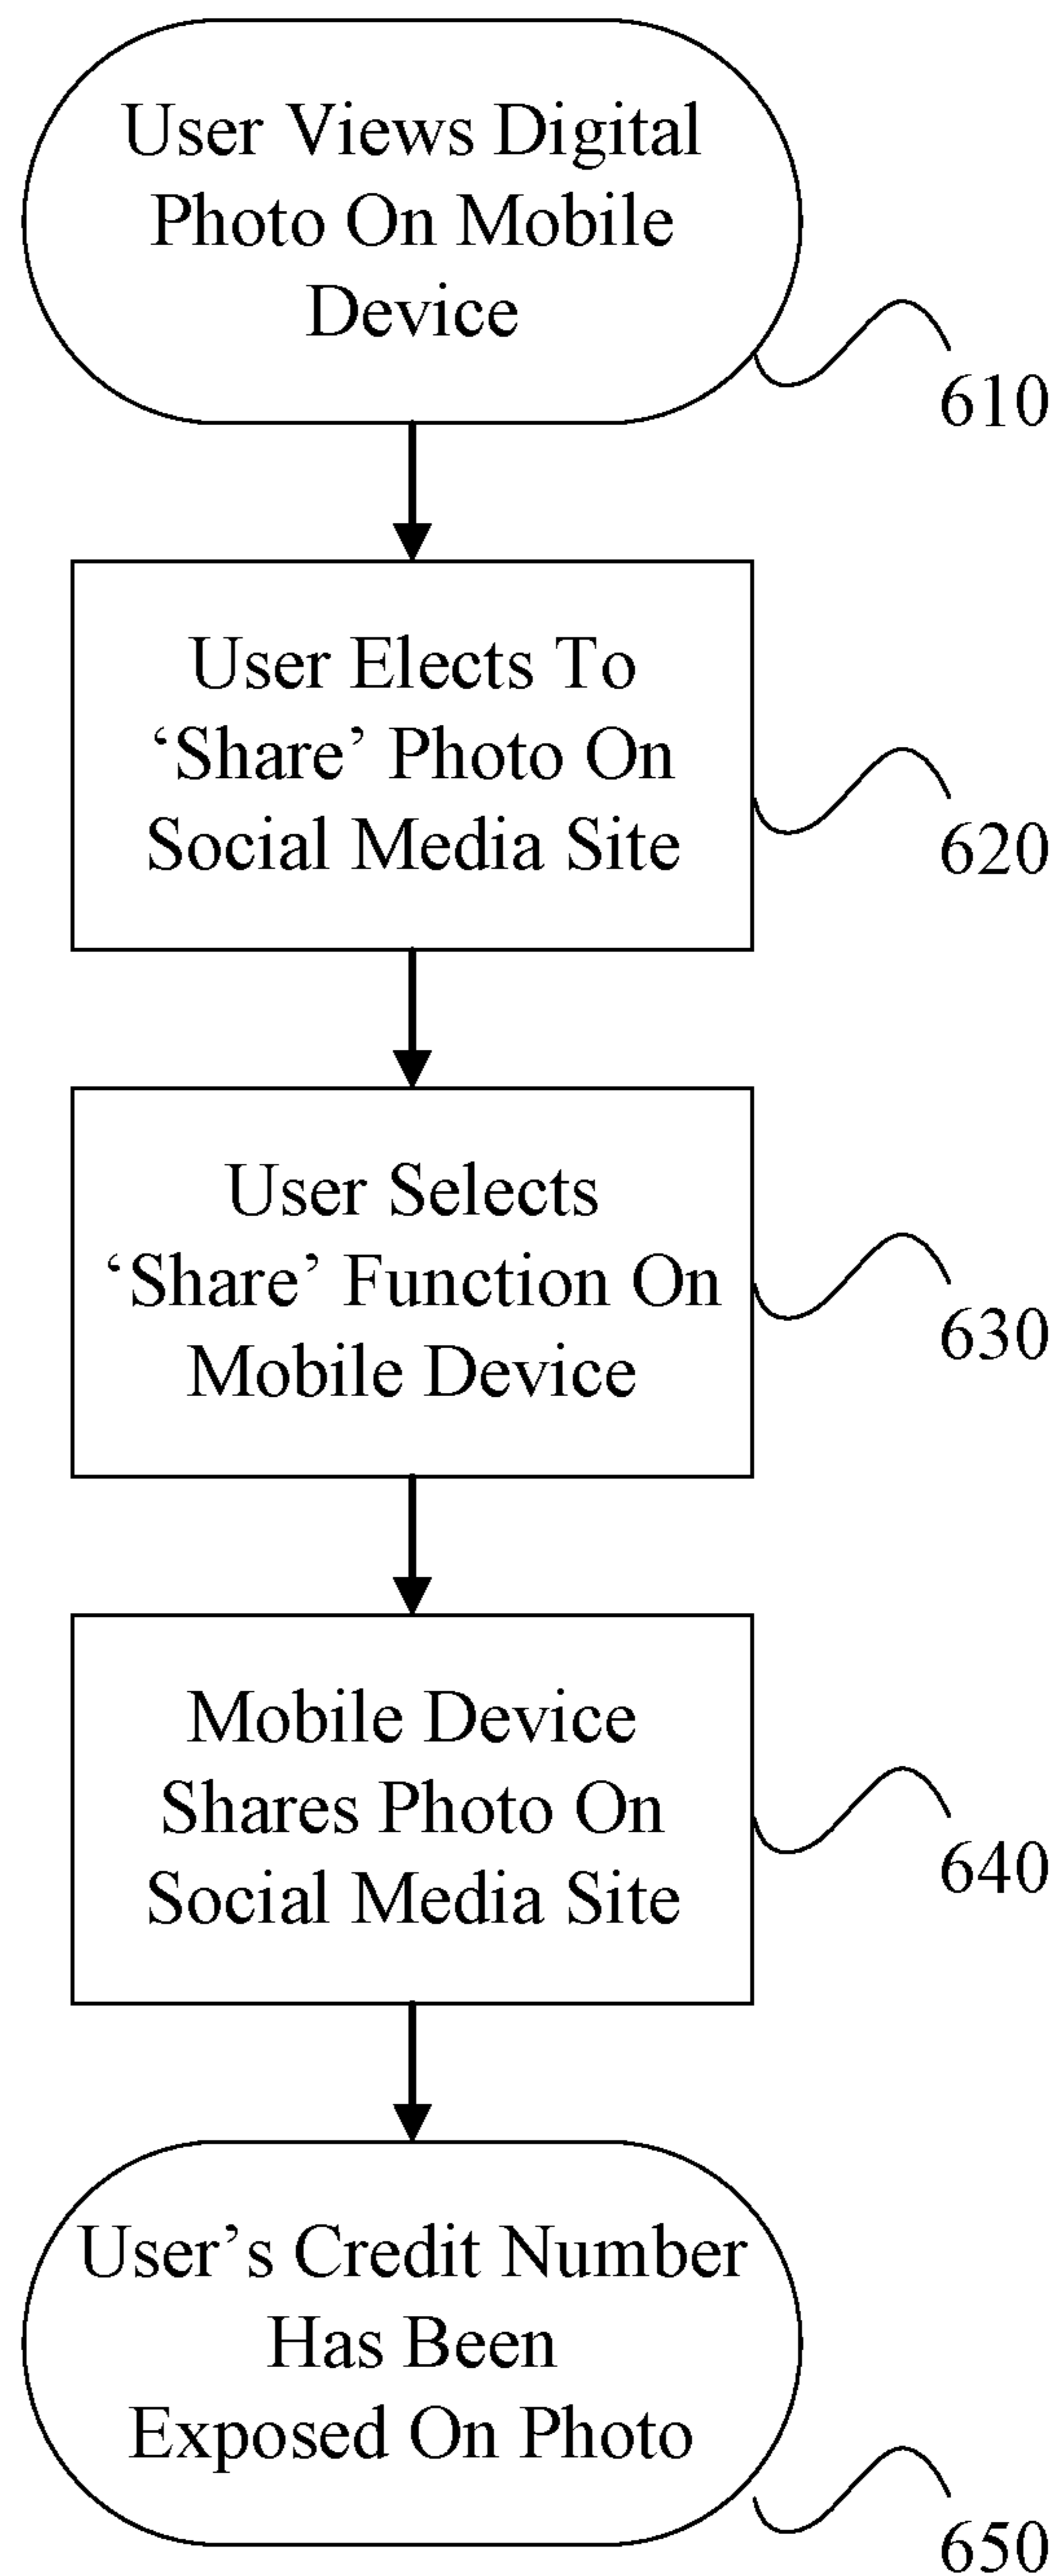 User Views Digital
Photo On Mobile
Device
610
User Elects To
‘Share’ Photo On
Social Media Site
620
User Selects
‘Share’ Function On
Mobile Device
630
Mobile Device
Shares Photo On
Social Media Site
640
User’s Credit Number
Has Been
Exposed On Photo
650